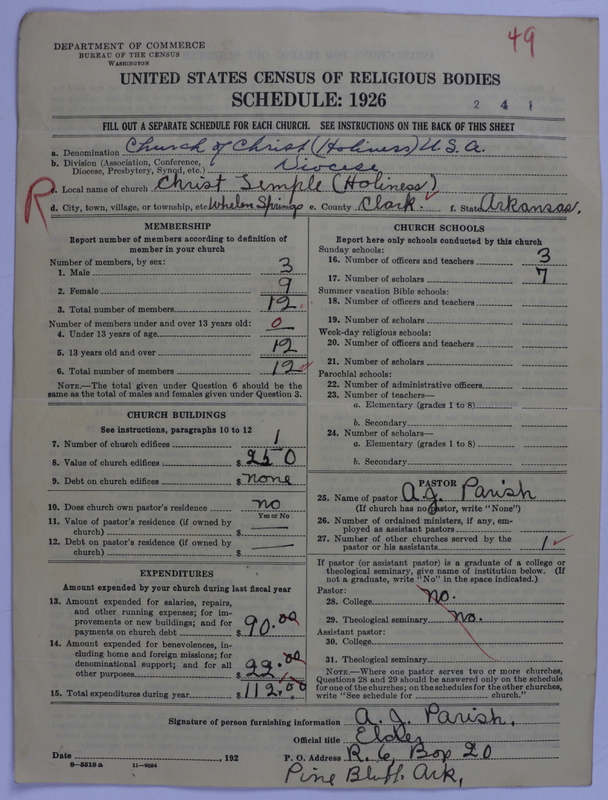 49
DEPARTMENT OF COMMERCE
BUREAU OF THE CENSUS
WASHINGTON
UNITED STATES CENSUS OF RELIGIOUS BODIES
SCHEDULE: 1926
2 4 1
FILL OUT A SEPARATE SCHEDULE FOR EACH CHURCH. SEE INSTRUCTIONS ON THE BACK OF THIS SHEET
a. Denomination Church of Christ (Holiness) U.S.A.
b. Division (Association, Conference, Diocese, Presbytery, Synod, etc.) Diocese
R
c. Local name of church Christ Temple (Holiness)
d. City, town, village, or township, etc. Whelen Springs e. County Clark. f. State Arkansas.
MEMBERSHIP
Report number of members according to definition of
member in your church
Number of members, by sex:
1. Male 3
2. Female 9
3. Total number of members 12
Number of members under and over 13 years old:
4. Under 13 years of age 0
5. 13 years old and over 12
6. Total number of members 12
NOTE.—The total given under Question 6 should be
same as the total of males and females given under Question 3.
CHURCH BUILDINGS
See instructions, paragraphs 10 to 12
7. Number of church edifices 1
8. Value of church edifices $ 250
9. Debt on church edifices $ none
10. Does church own pastor's residence no
Yes or No
11. Value of pastor's residence (if owned by
church) $ —
12. Debt on pastor's residence (if owned by
church) $ —
EXPENDITURES
Amount expended by your church during last fiscal year
13. Amount expended for salaries, repairs,
and other running expenses; for im-
provements or new buildings; and for
payments on church debt $ 90.00
14. Amount expended for benevolences, in-
cluding home and foreign missions; for
denominational support; and for all
other purposes $ 22.00
15. Total expenditures during year $ 112.00
CHURCH SCHOOLS
Report here only schools conducted by this church
Sunday schools:
16. Number of officers and teachers 3
17. Number of scholars 7
Summer vacation Bible schools:
18. Number of officers and teachers
19. Number of scholars
Week-day religious schools:
20. Number of officers and teachers
21. Number of scholars
Parochial schools:
22. Number of administrative officers
23. Number of teachers—
a. Elementary (grades 1 to 8)
b. Secondary
24. Number of scholars—
a. Elementary (grades 1 to 8)
b. Secondary
PASTOR
25. Name of pastor A.J. Parish
(If church has no pastor, write "None")
26. Number of ordained ministers, if any, em-
ployed as assistant pastors
27. Number of other churches served by the
pastor or his assistants 1
If pastor (or assistant pastor) is a graduate of a college or
theological seminary, give name of institution below. (If
not a graduate, write "No" in the space indicated.)
Pastor:
28. College no.
29. Theological seminary no.
Assistant pastor:
30. College
31. Theological seminary
NOTE.—Where one pastor serves two or more churches,
Questions 28 and 29 should be answered only on the schedule
for one of the churches; on the schedules for the other churches,
write "See schedule for church."
Signature of person furnishing information A. J. Parish.
Official title Elder
Date , 192 P. O. Address R. 6, Box 20
8—5518 a 11—9084
Pine Bluff. Ark,